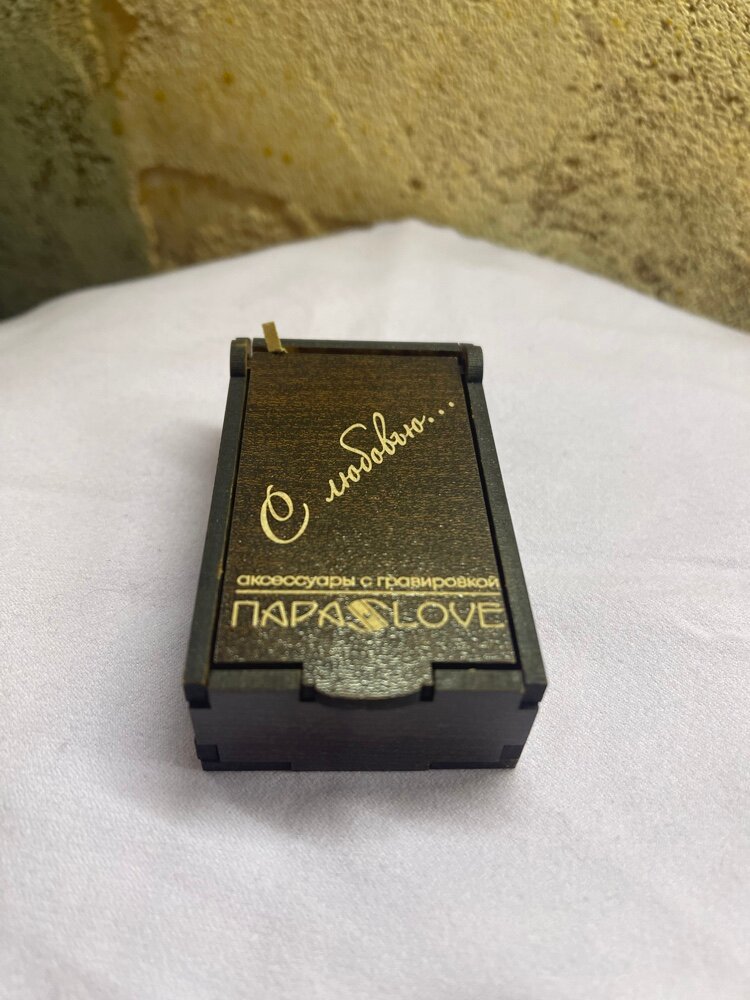 С любовью...
аксессуары с гравировкой
ПАРА LOVE